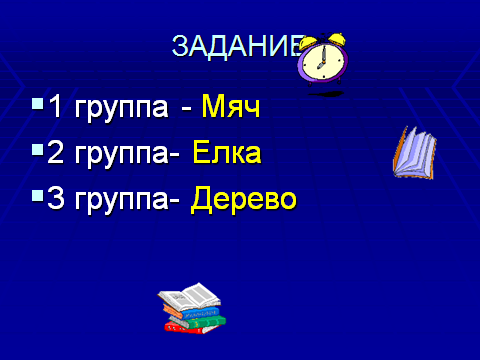 ЗАДАНИЕ
1 группа - Мяч
2 группа- Елка
3 группа- Дерево